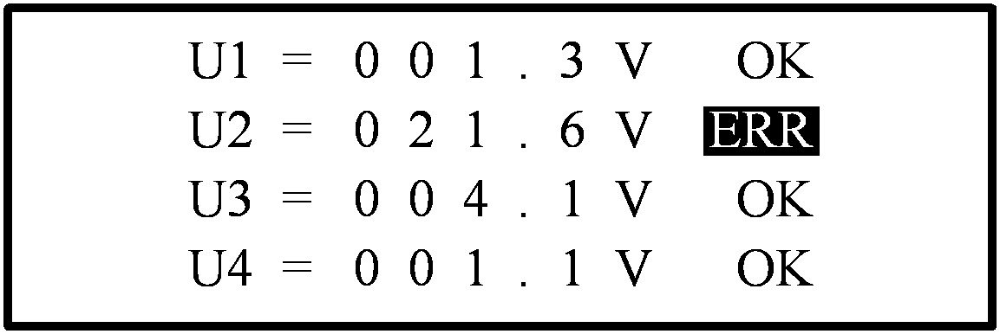 U1 = 0 0 1 . 3 V OK
U2 = 0 2 1 . 6 V ERR
U3 = 0 0 4 . 1 V OK
U4 = 0 0 1 . 1 V OK